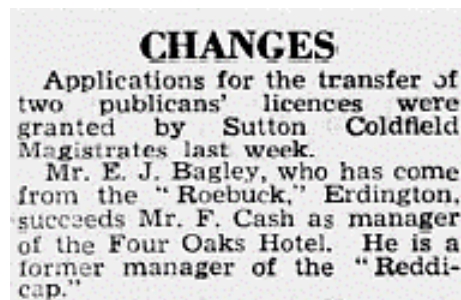 CHANGES
Applications for the transfer of
two publicans' licences were
granted by Sutton Coldfield
Magistrates last week.
Mr. E. J. Bagley, who has come
from the "Roebuck," Erdington,
succeeds Mr. F. Cash as manager
of the Four Oaks Hotel. He is a
former manager of the "Reddi-
cap."